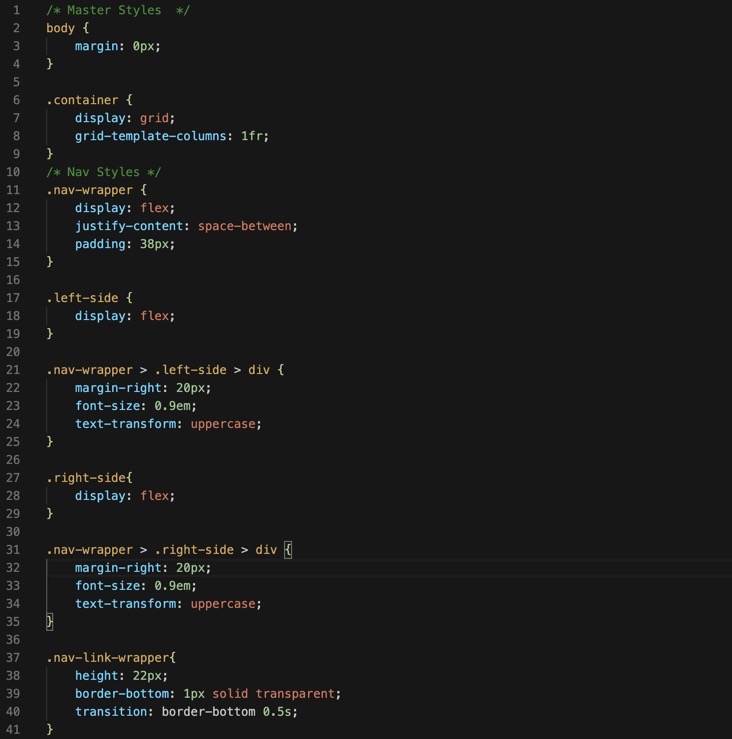 1 /* Master Styles  */
2 body {
3     margin: 0px;
4 }
5
6 .container {
7     display: grid;
8     grid-template-columns: 1fr;
9 }
10 /* Nav Styles */
11 .nav-wrapper {
12     display: flex;
13     justify-content: space-between;
14     padding: 38px;
15 }
16
17 .left-side {
18     display: flex;
19 }
20
21 .nav-wrapper > .left-side > div {
22     margin-right: 20px;
23     font-size: 0.9em;
24     text-transform: uppercase;
25 }
26
27 .right-side{
28     display: flex;
29 }
30
31 .nav-wrapper > .right-side > div {
32     margin-right: 20px;
33     font-size: 0.9em;
34     text-transform: uppercase;
35 }
36
37 .nav-link-wrapper{
38     height: 22px;
39     border-bottom: 1px solid transparent;
40     transition: border-bottom 0.5s;
41 }